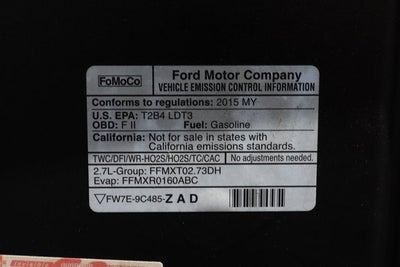 FoMoCo
Ford Motor Company
VEHICLE EMISSION CONTROL INFORMATION
Conforms to regulations: 2015 MY
U.S. EPA: T2B4 LDT3
OBD: F II Fuel: Gasoline
California: Not for sale in states with
California emissions standards.
TWC/DFI/WR-HO2S/HO2S/TC/CAC No adjustments needed.
2.7L-Group: FFMXT02.73DH
Evap: FFMXR0160ABC
FW7E-9C485-ZAD